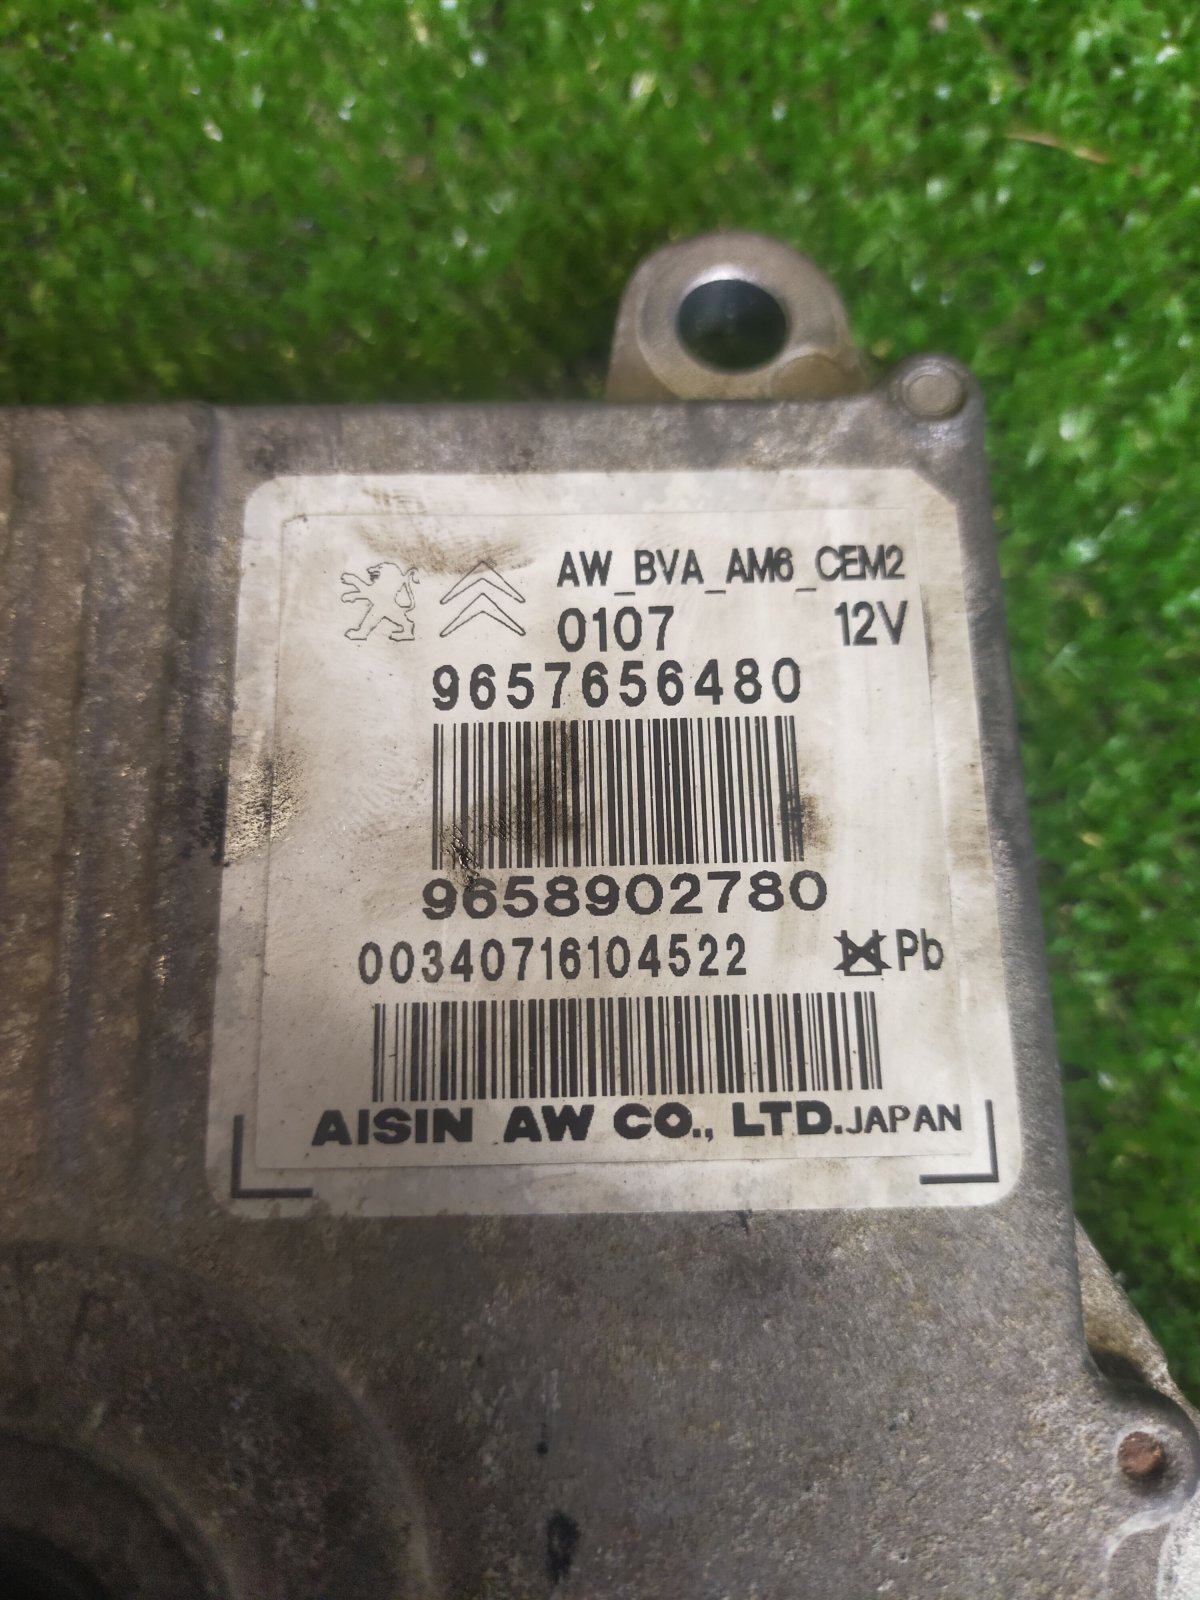 AW_BVA_AM6_CEM2
0107 12V
9657656480
9658902780
00340716104522 Pb
AISIN AW CO., LTD. JAPAN